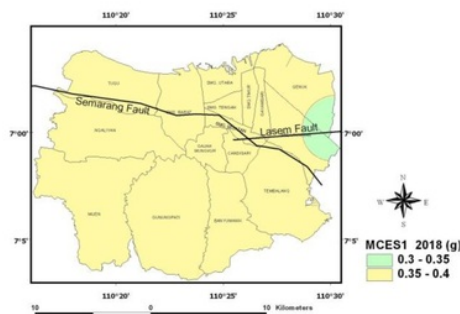 110°20' 110°25' 110°30'
TUGU
SMG. UTARA
GENUK
Semarang Fault
SMG. TENGAH
7°00' 7°00'
Lasem Fault
NGALIYAN
GAJAH
MUNGKUR
CANDISARI
TEMBALANG
MIJEN
GUNUNGPATI
BANYUMANIK
7°5' 7°5'
N
W E
S
MCES1 2018 (g)
0.3 - 0.35
0.35 - 0.4
110°20' 110°25' 110°30'
10 0 10 Kilometers